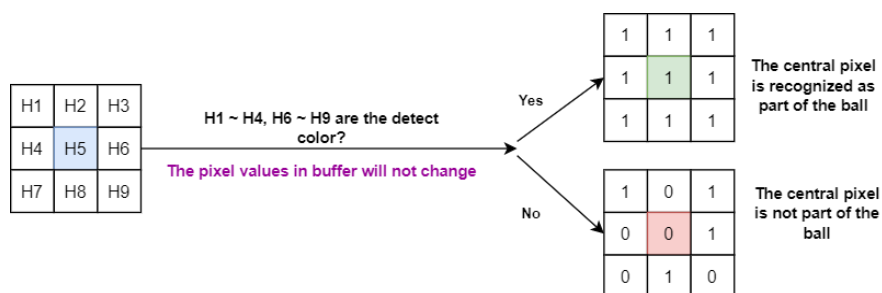 H1 H2 H3
H4 H5 H6
H7 H8 H9
H1 ~ H4, H6 ~ H9 are the detect
color?
The pixel values in buffer will not change
Yes
1 1 1
1 1 1
1 1 1
The central pixel
is recognized as
part of the ball
No
1 0 1
0 0 1
0 1 0
The central pixel
is not part of the
ball